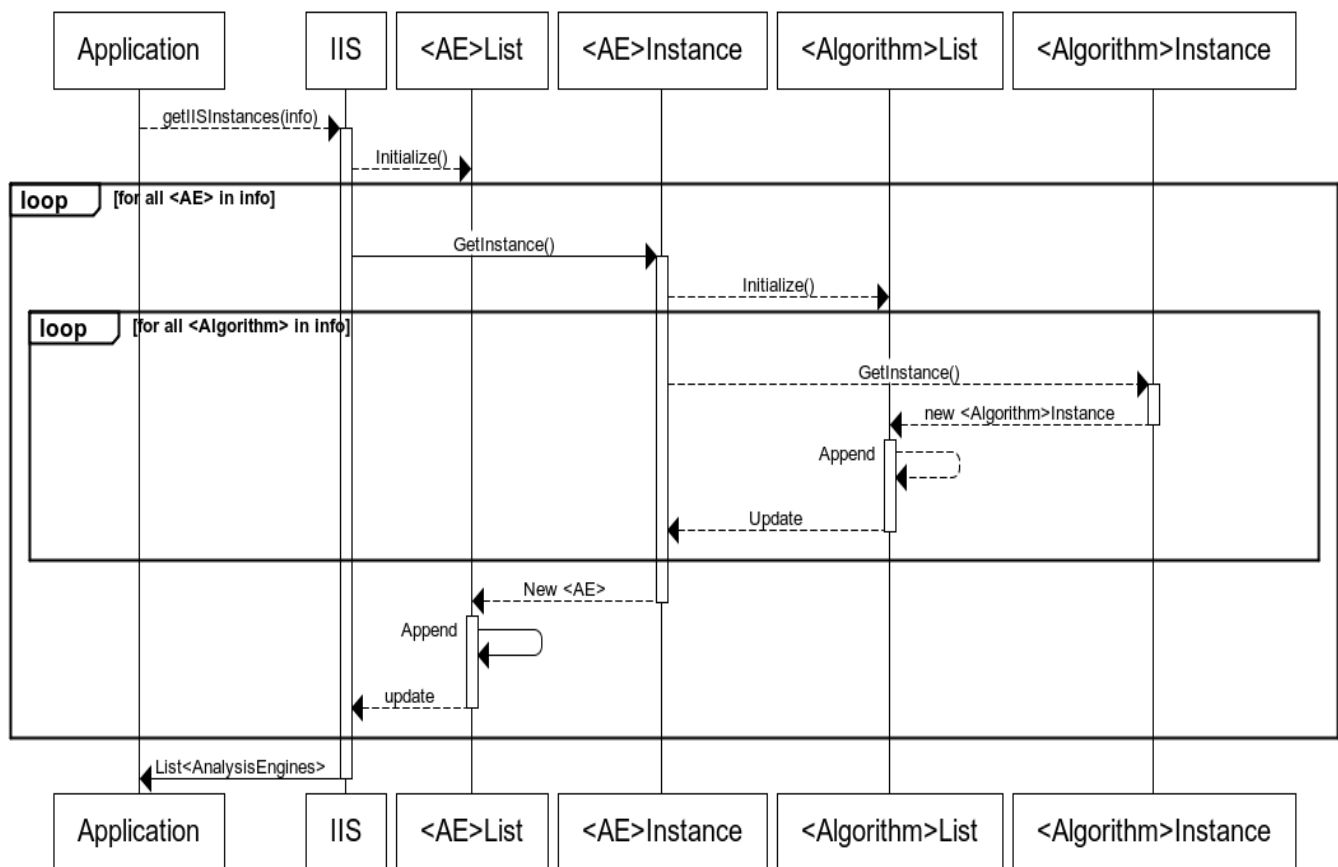 Application IIS <AE>List <AE>Instance <Algorithm>List <Algorithm>Instance
getIISInstances(info)
Initialize()
loop [for all <AE> in info]
GetInstance()
Initialize()
loop [for all <Algorithm> in info]
GetInstance()
new <Algorithm>Instance
Append
Update
New <AE>
Append
update
List<AnalysisEngines>
Application IIS <AE>List <AE>Instance <Algorithm>List <Algorithm>Instance